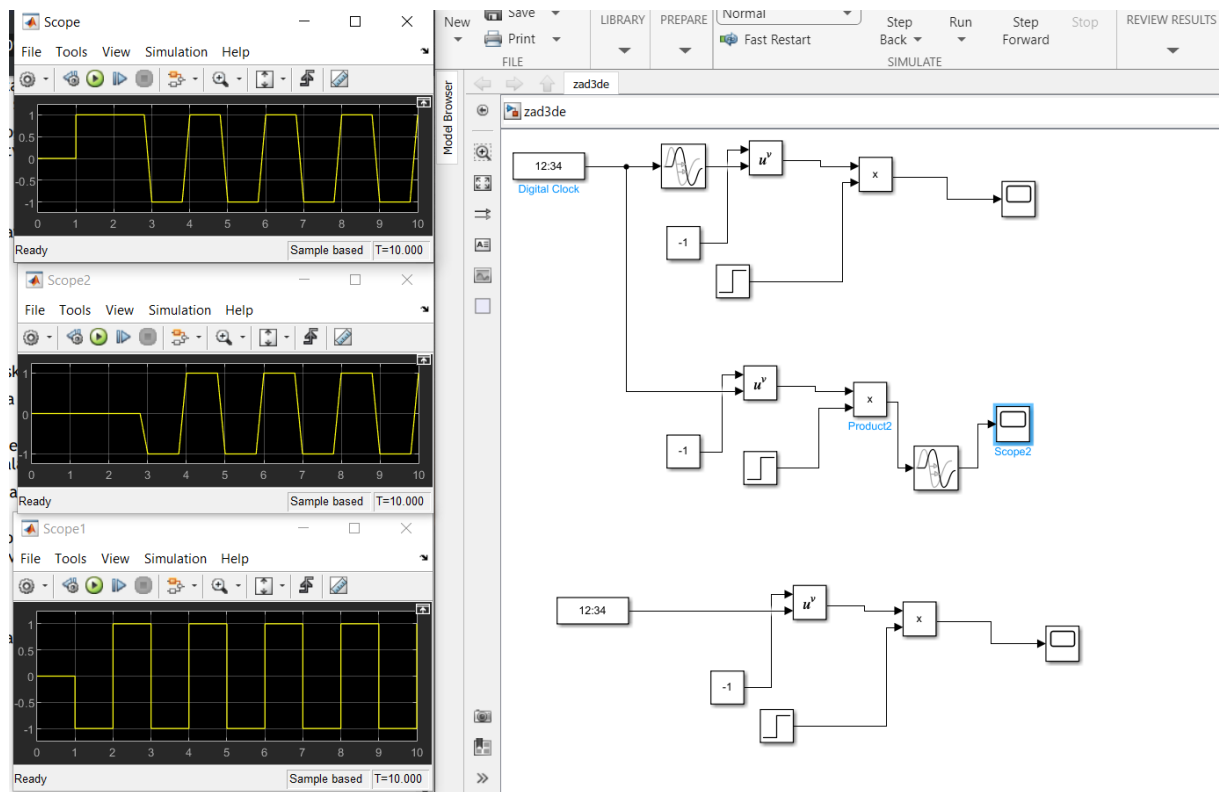 Scope
File Tools View Simulation Help
1
0.5
0
-0.5
-1
0 1 2 3 4 5 6 7 8 9 10
Ready Sample based T=10.000
Scope2
File Tools View Simulation Help
1
0
-1
0 1 2 3 4 5 6 7 8 9 10
Ready Sample based T=10.000
Scope1
File Tools View Simulation Help
1
0.5
0
-0.5
-1
0 1 2 3 4 5 6 7 8 9 10
Ready Sample based T=10.000
New Save Print
FILE
LIBRARY
PREPARE
Normal
Fast Restart
Step Back
Run
Step Forward
Stop
SIMULATE
REVIEW RESULTS
Model Browser
zad3de
zad3de
12:34
Digital Clock
u^v
x
-1
u^v
x
Product2
-1
Scope2
12:34
u^v
x
-1